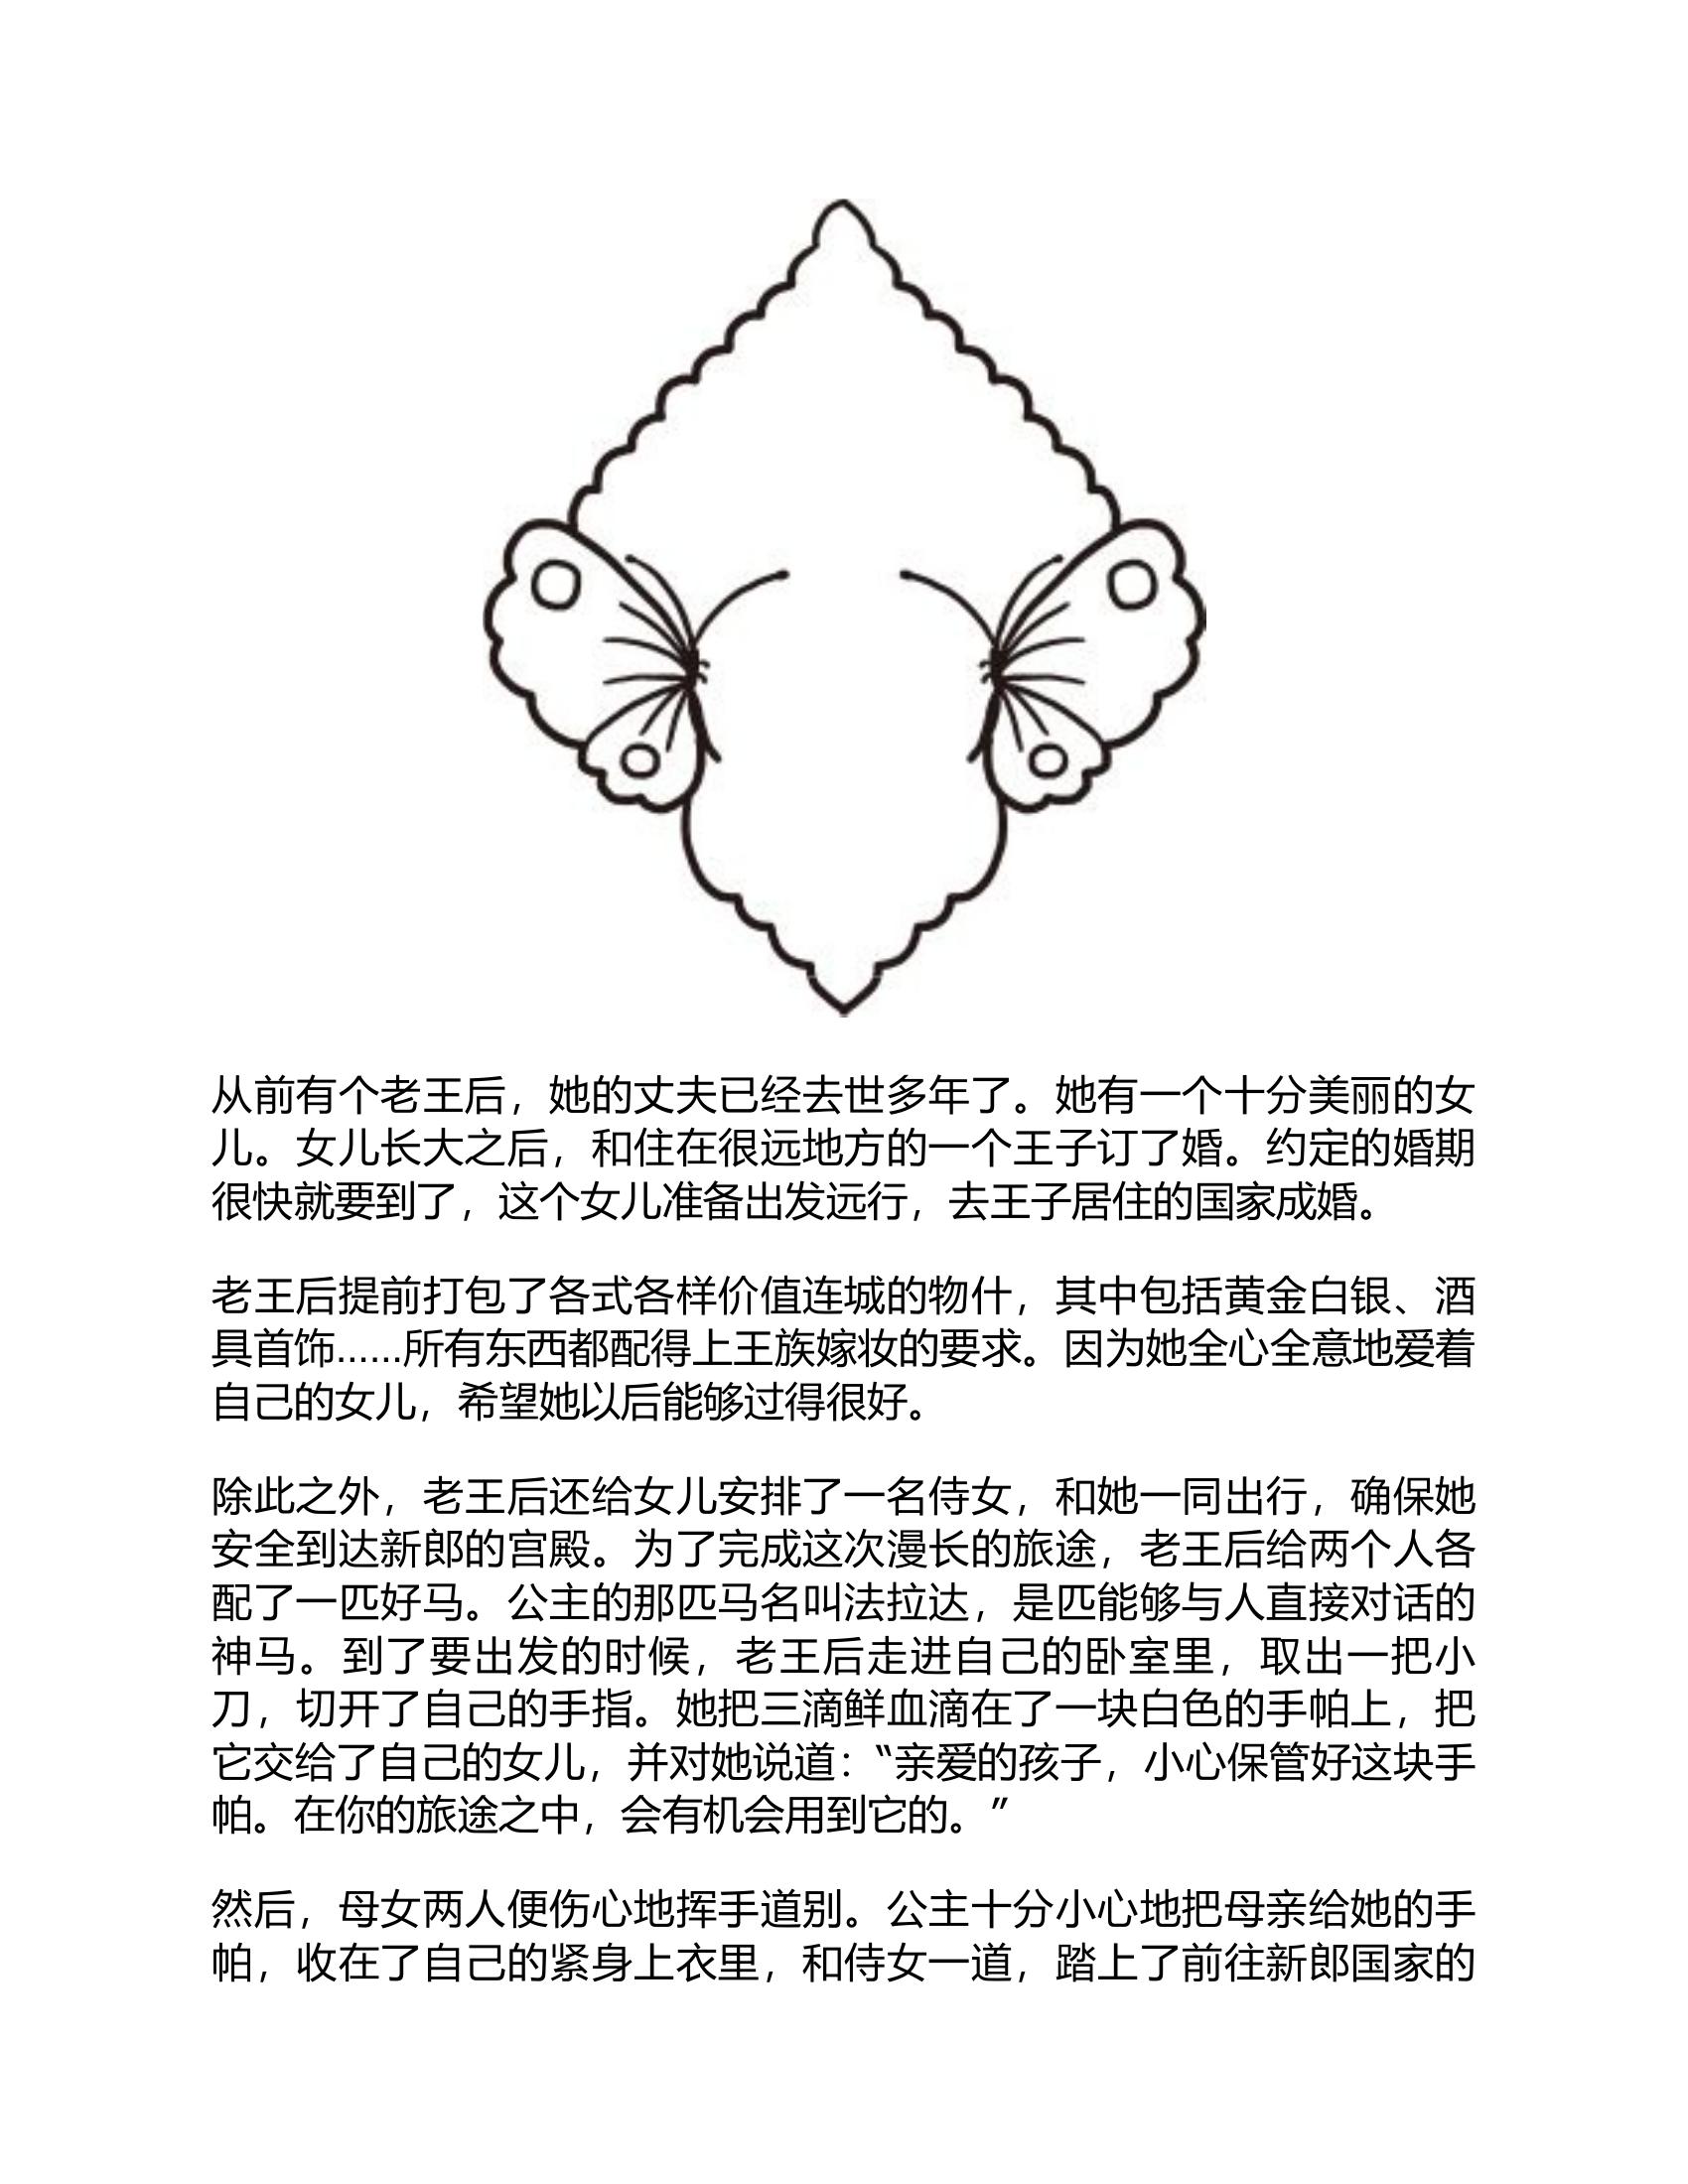 从前有个老王后，她的丈夫已经去世多年了。她有一个十分美丽的女
儿。女儿长大之后，和住在很远地方的一个王子订了婚。约定的婚期
很快就要到了，这个女儿准备出发远行，去王子居住的国家成婚。
老王后提前打包了各式各样价值连城的物什，其中包括黄金白银、酒
具首饰……所有东西都配得上王族嫁妆的要求。因为她全心全意地爱着
自己的女儿，希望她以后能够过得很好。
除此之外，老王后还给女儿安排了一名侍女，和她一同出行，确保她
安全到达新郎的宫殿。为了完成这次漫长的旅途，老王后给两个人各
配了一匹好马。公主的那匹马名叫法拉达，是匹能够与人直接对话的
神马。到了要出发的时候，老王后走进自己的卧室里，取出一把小
刀，切开了自己的手指。她把三滴鲜血滴在了一块白色的手帕上，把
它交给了自己的女儿，并对她说道：“亲爱的孩子，小心保管好这块手
帕。在你的旅途之中，会有机会用到它的。”
然后，母女两人便伤心地挥手道别。公主十分小心地把母亲给她的手
帕，收在了自己的紧身上衣里，和侍女一道，踏上了前往新郎国家的